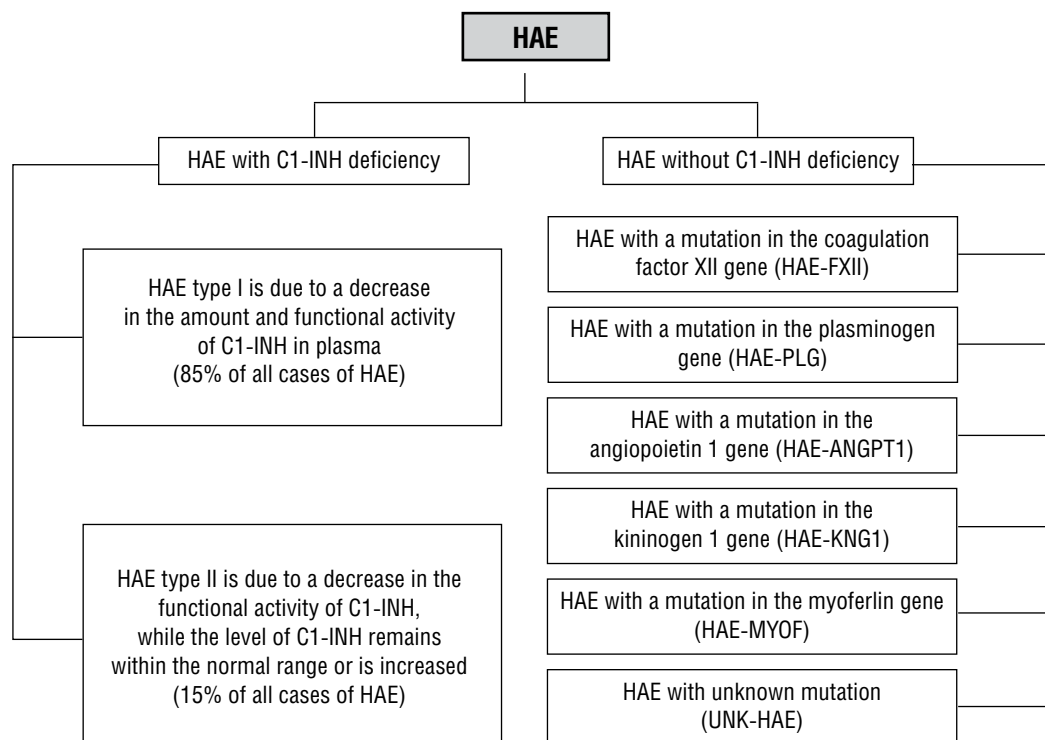 HAE
HAE with C1-INH deficiency
HAE type I is due to a decrease
in the amount and functional activity
of C1-INH in plasma
(85% of all cases of HAE)
HAE type II is due to a decrease in the
functional activity of C1-INH,
while the level of C1-INH remains
within the normal range or is increased
(15% of all cases of HAE)
HAE without C1-INH deficiency
HAE with a mutation in the coagulation
factor XII gene (HAE-FXII)
HAE with a mutation in the plasminogen
gene (HAE-PLG)
HAE with a mutation in the
angiopoietin 1 gene (HAE-ANGPT1)
HAE with a mutation in the
kininogen 1 gene (HAE-KNG1)
HAE with a mutation in the myoferlin gene
(HAE-MYOF)
HAE with unknown mutation
(UNK-HAE)